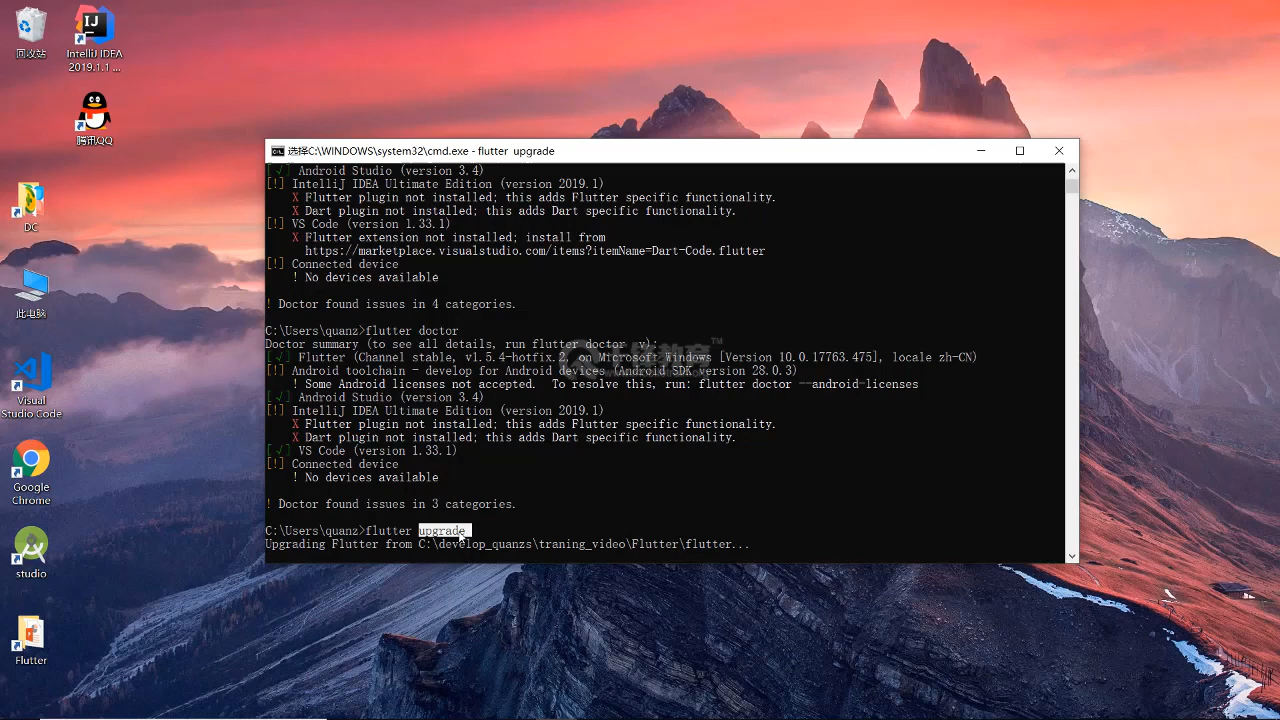 回收站
IntelliJ IDEA
2019.1.1 ...
腾讯QQ
DC
此电脑
Visual
Studio Code
Google
Chrome
studio
Flutter
选择C:\WINDOWS\system32\cmd.exe - flutter  upgrade
[√] Android Studio (version 3.4)
[!] IntelliJ IDEA Ultimate Edition (version 2019.1)
X Flutter plugin not installed; this adds Flutter specific functionality.
X Dart plugin not installed; this adds Dart specific functionality.
[!] VS Code (version 1.33.1)
X Flutter extension not installed; install from
https://marketplace.visualstudio.com/items?itemName=Dart-Code.flutter
[!] Connected device
! No devices available
! Doctor found issues in 4 categories.
C:\Users\quanz>flutter doctor
Doctor summary (to see all details, run flutter doctor -v):
[√] Flutter (Channel stable, v1.5.4-hotfix.2, on Microsoft Windows [Version 10.0.17763.475], locale zh-CN)
[!] Android toolchain - develop for Android devices (Android SDK version 28.0.3)
! Some Android licenses not accepted.  To resolve this, run: flutter doctor --android-licenses
[√] Android Studio (version 3.4)
[!] IntelliJ IDEA Ultimate Edition (version 2019.1)
X Flutter plugin not installed; this adds Flutter specific functionality.
X Dart plugin not installed; this adds Dart specific functionality.
[√] VS Code (version 1.33.1)
[!] Connected device
! No devices available
! Doctor found issues in 3 categories.
C:\Users\quanz>flutter upgrade
Upgrading Flutter from C:\develop_quanzs\traning_video\Flutter\flutter...